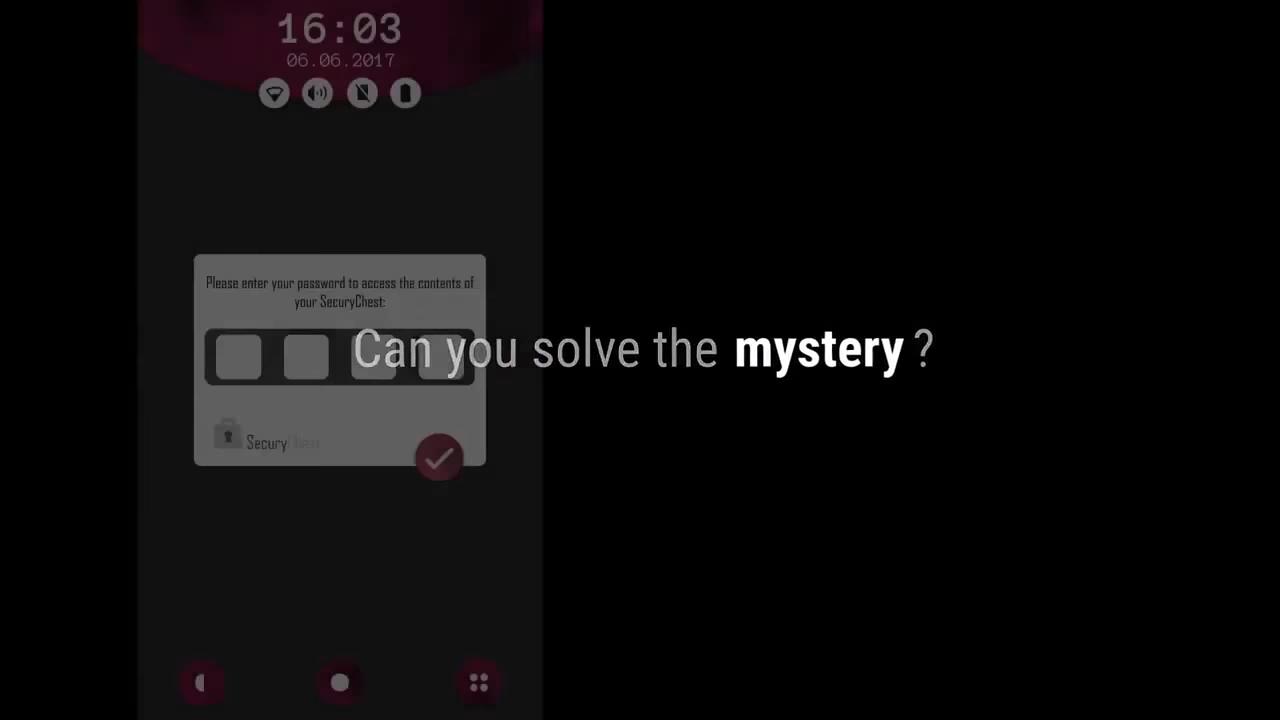 16:03
06.06.2017
Please enter your password to access the contents of
your SecuryChest:
Can you solve the mystery ?
SecuryChest